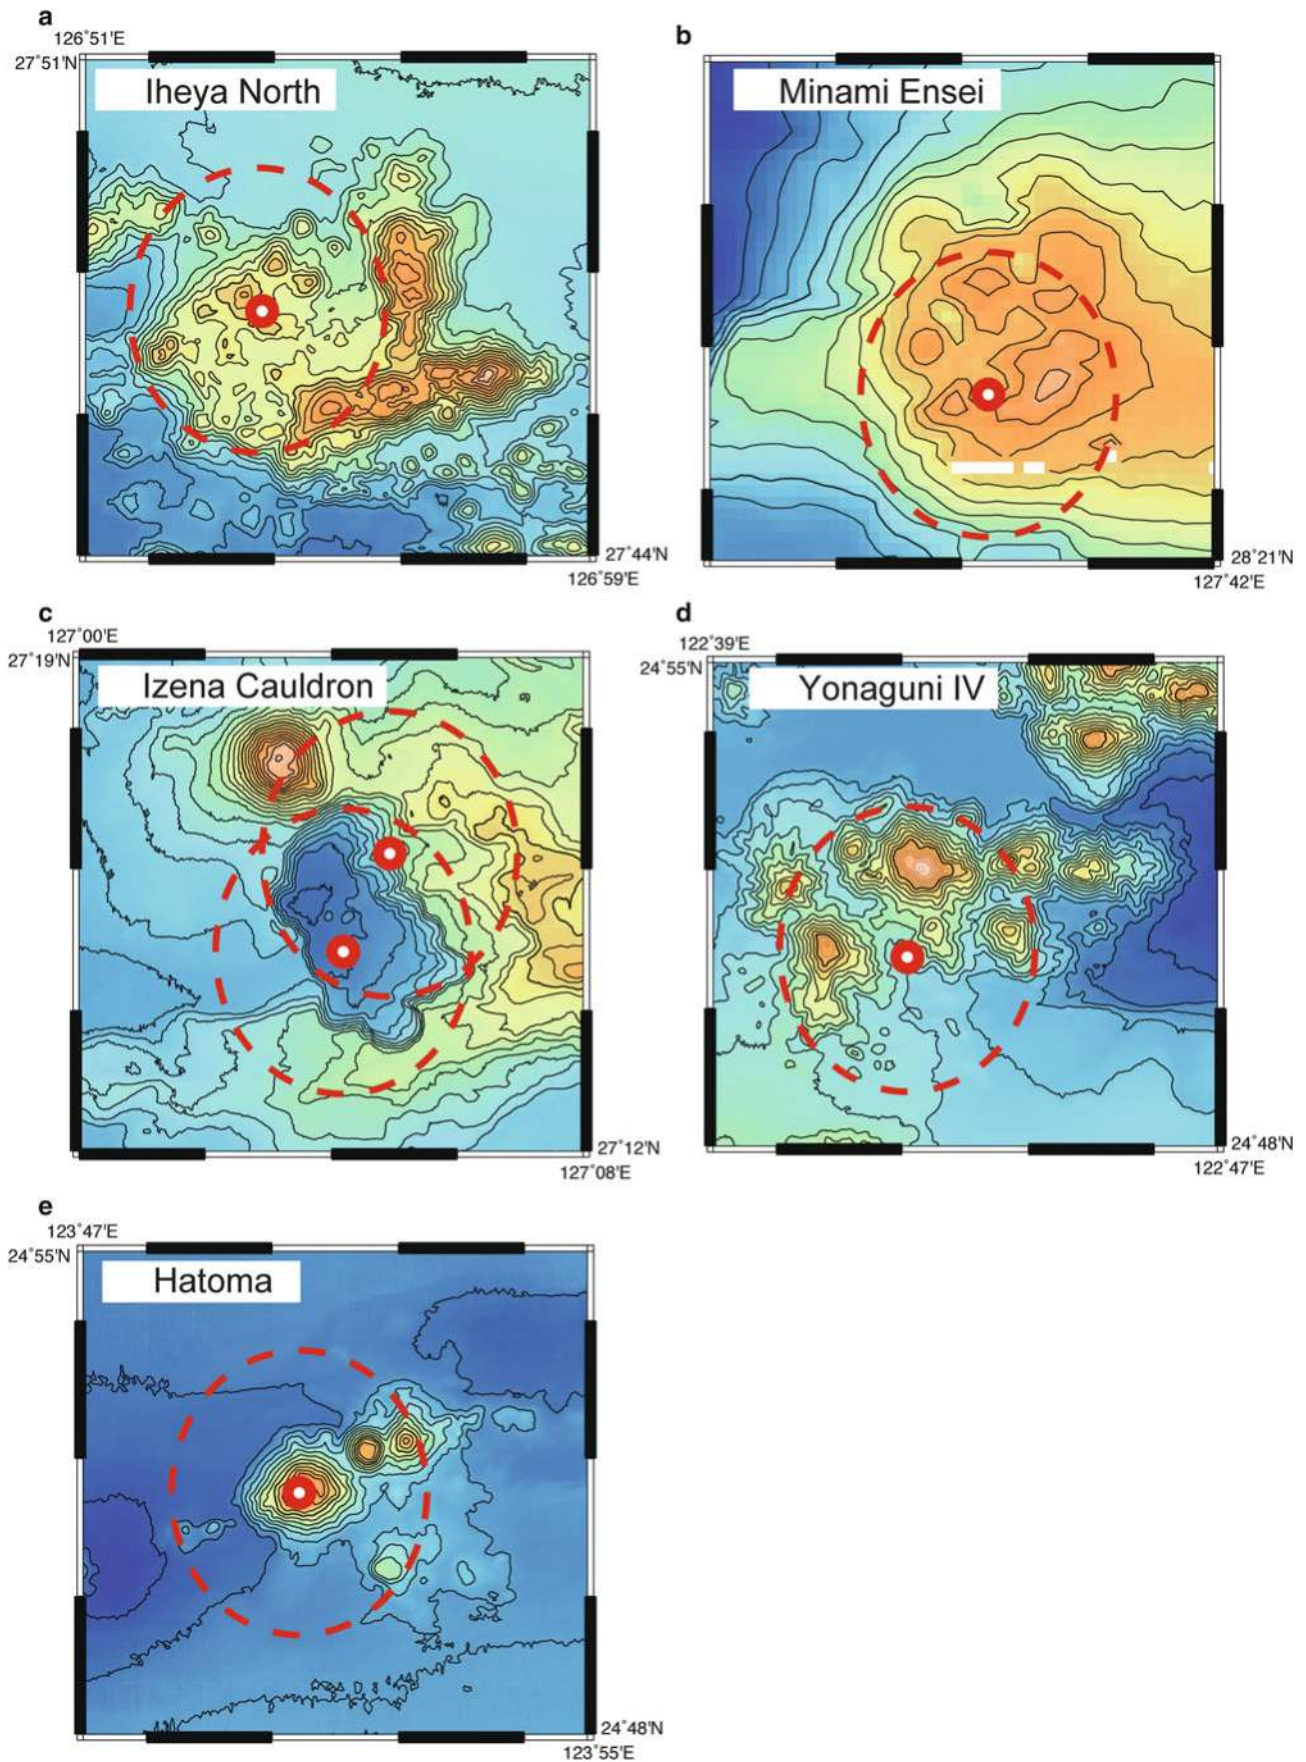 a
126˚51'E
27˚51'N
Iheya North
27˚44'N
126˚59'E
b
Minami Ensei
28˚21'N
127˚42'E
c
127˚00'E
27˚19'N
Izena Cauldron
27˚12'N
127˚08'E
d
122˚39'E
24˚55'N
Yonaguni IV
24˚48'N
122˚47'E
e
123˚47'E
24˚55'N
Hatoma
24˚48'N
123˚55'E